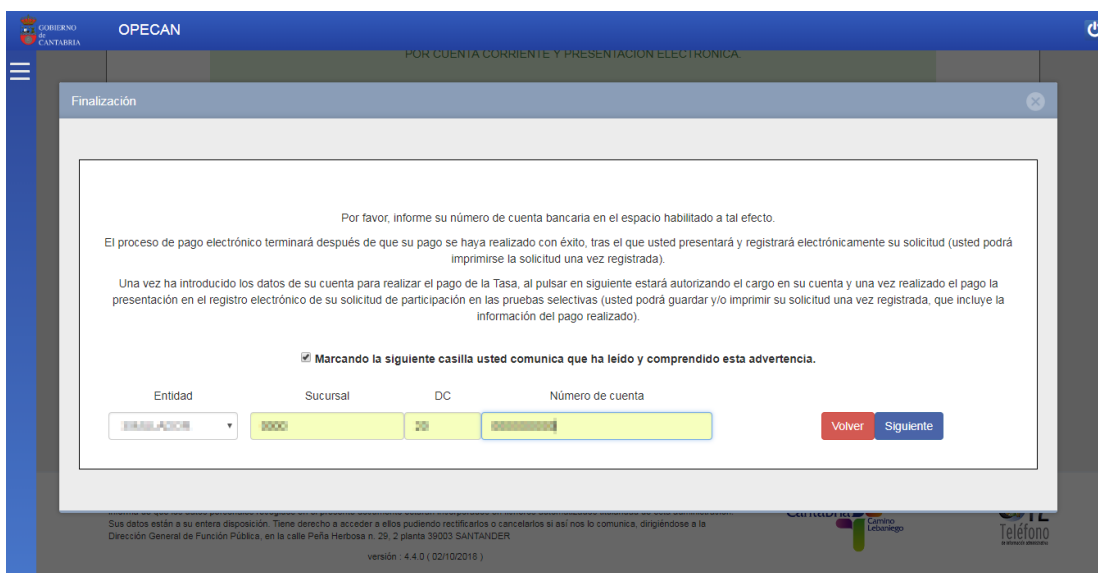 GOBIERNO
de
CANTABRIA
OPECAN
POR CUENTA CORRIENTE Y PRESENTACIÓN ELECTRÓNICA.
Finalización
Por favor, informe su número de cuenta bancaria en el espacio habilitado a tal efecto.
El proceso de pago electrónico terminará después de que su pago se haya realizado con éxito, tras el que usted presentará y registrará electrónicamente su solicitud (usted podrá
imprimirse la solicitud una vez registrada).
Una vez ha introducido los datos de su cuenta para realizar el pago de la Tasa, al pulsar en siguiente estará autorizando el cargo en su cuenta y una vez realizado el pago la
presentación en el registro electrónico de su solicitud de participación en las pruebas selectivas (usted podrá guardar y/o imprimir su solicitud una vez registrada, que incluye la
información del pago realizado).
Marcando la siguiente casilla usted comunica que ha leído y comprendido esta advertencia.
Entidad Sucursal DC Número de cuenta
Volver Siguiente
Sus datos están a su entera disposición. Tiene derecho a acceder a ellos pudiendo rectificarlos o cancelarlos si así nos lo comunica, dirigiéndose a la
Dirección General de Función Pública, en la calle Peña Herbosa n. 29, 2 planta 39003 SANTANDER
versión : 4.4.0 ( 02/10/2016 )
Camino
Lebaniego
Teléfono